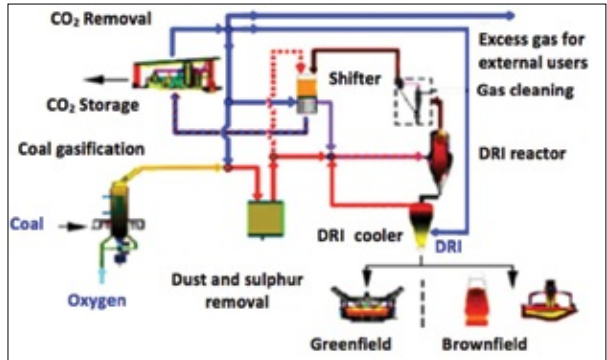 CO₂ Removal
Excess gas for
external users
Shifter
Gas cleaning
CO₂ Storage
Coal gasification
DRI reactor
Coal
DRI cooler
DRI
Oxygen
Dust and sulphur
removal
Greenfield
Brownfield